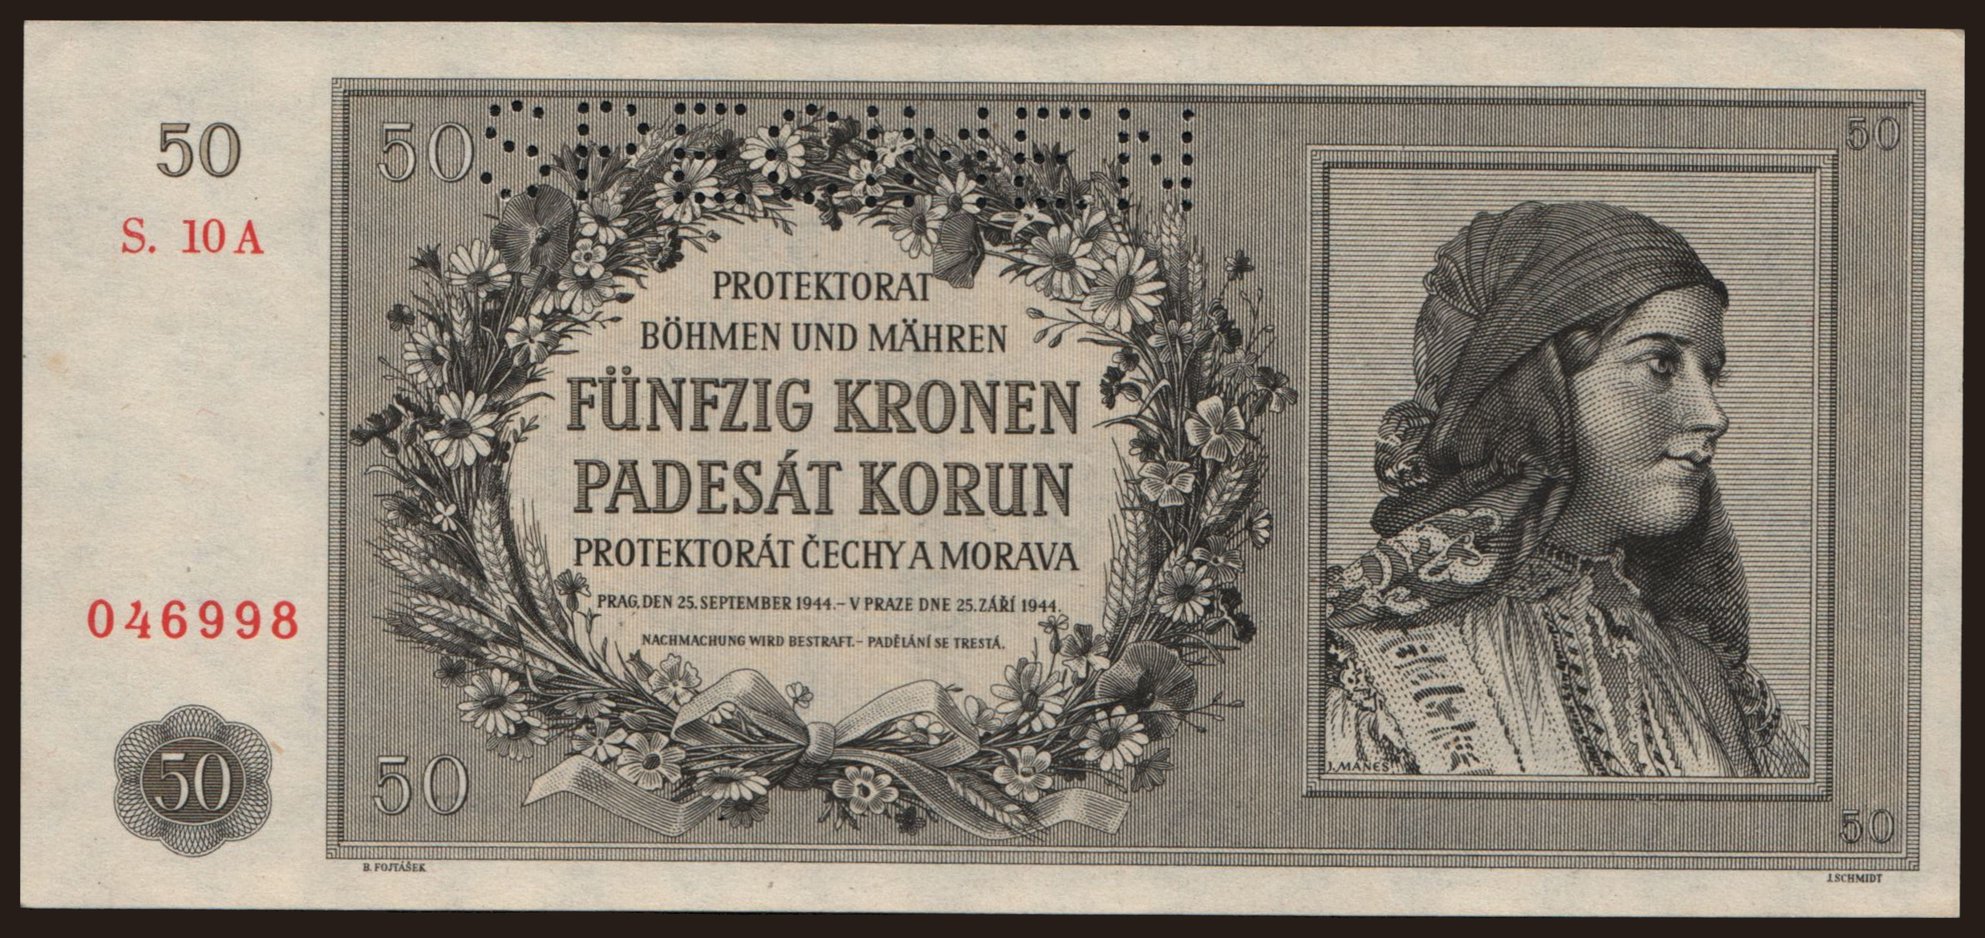 SPECIMEN
50
50
50
S. 10 A
PROTEKTORAT
BÖHMEN UND MÄHREN
FÜNFZIG KRONEN
PADESÁT KORUN
PROTEKTORÁT ČECHY A MORAVA
PRAG, DEN 25. SEPTEMBER 1944. – V PRAZE DNE 25. ZÁŘÍ 1944.
NACHMACHUNG WIRD BESTRAFT. – PADĚLÁNÍ SE TRESTÁ.
046998
J. MÁNES
50
50
50
B. FOJTÁŠEK
J. SCHMIDT